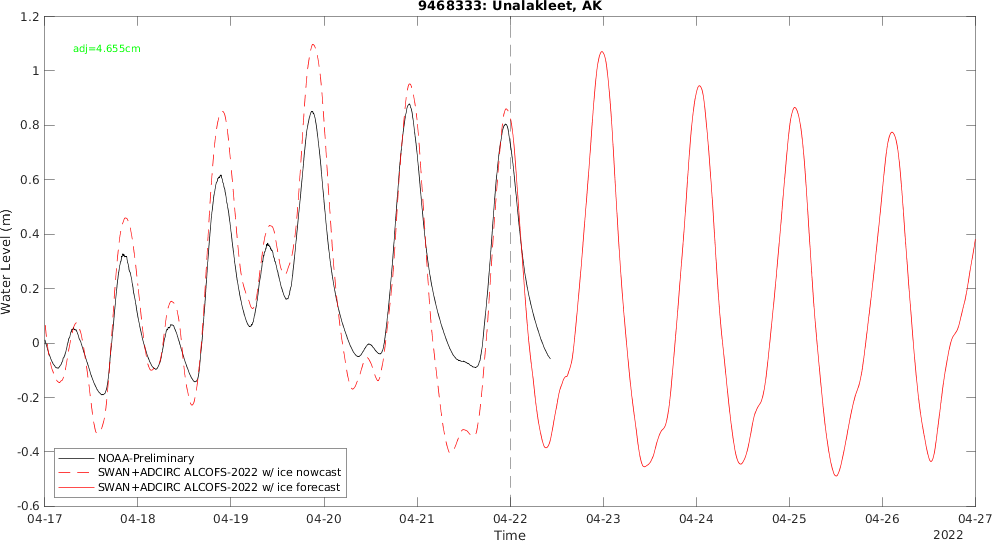 9468333: Unalakleet, AK
adj=4.655cm
Water Level (m)
1.2
1
0.8
0.6
0.4
0.2
0
-0.2
-0.4
-0.6
NOAA-Preliminary
SWAN+ADCIRC ALCOFS-2022 w/ ice nowcast
SWAN+ADCIRC ALCOFS-2022 w/ ice forecast
04-17 04-18 04-19 04-20 04-21 04-22 04-23 04-24 04-25 04-26 04-27
Time
2022